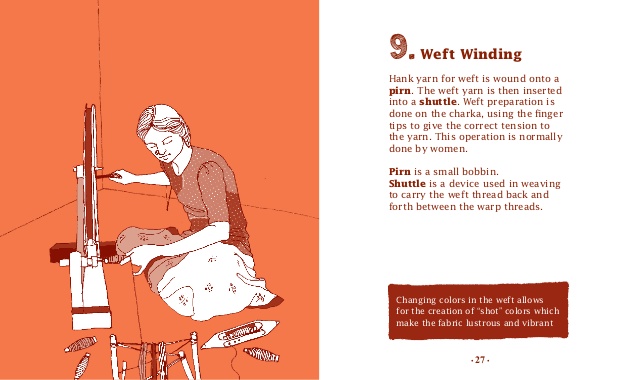 9. Weft Winding
Hank yarn for weft is wound onto a
pirn. The weft yarn is then inserted
into a shuttle. Weft preparation is
done on the charka, using the finger
tips to give the correct tension to
the yarn. This operation is normally
done by women.
Pirn is a small bobbin.
Shuttle is a device used in weaving
to carry the weft thread back and
forth between the warp threads.
Changing colors in the weft allows
for the creation of "shot" colors which
make the fabric lustrous and vibrant
· 27 ·